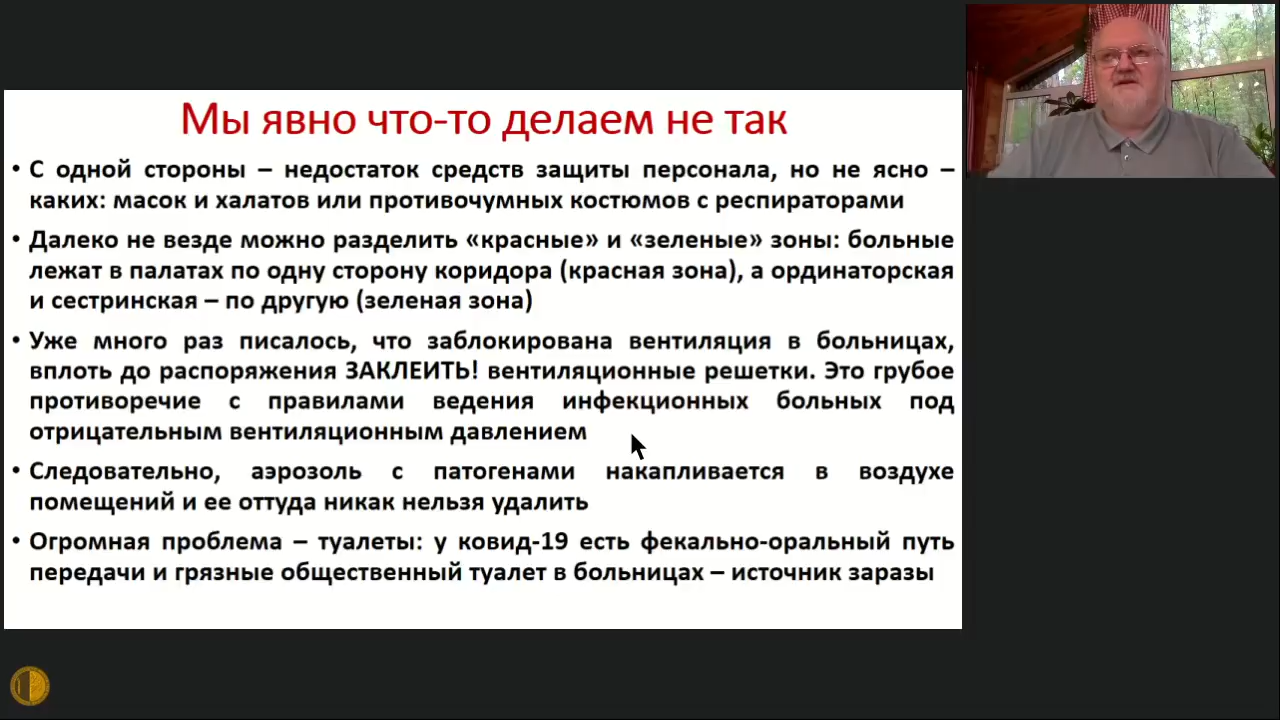 Мы явно что-то делаем не так
• С одной стороны – недостаток средств защиты персонала, но не ясно –
каких: масок и халатов или противочумных костюмов с респираторами
• Далеко не везде можно разделить «красные» и «зеленые» зоны: больные
лежат в палатах по одну сторону коридора (красная зона), а ординаторская
и сестринская – по другую (зеленая зона)
• Уже много раз писалось, что заблокирована вентиляция в больницах,
вплоть до распоряжения ЗАКЛЕИТЬ! вентиляционные решетки. Это грубое
противоречие с правилами ведения инфекционных больных под
отрицательным вентиляционным давлением
• Следовательно, аэрозоль с патогенами накапливается в воздухе
помещений и ее оттуда никак нельзя удалить
• Огромная проблема – туалеты: у ковид-19 есть фекально-оральный путь
передачи и грязные общественный туалет в больницах – источник заразы